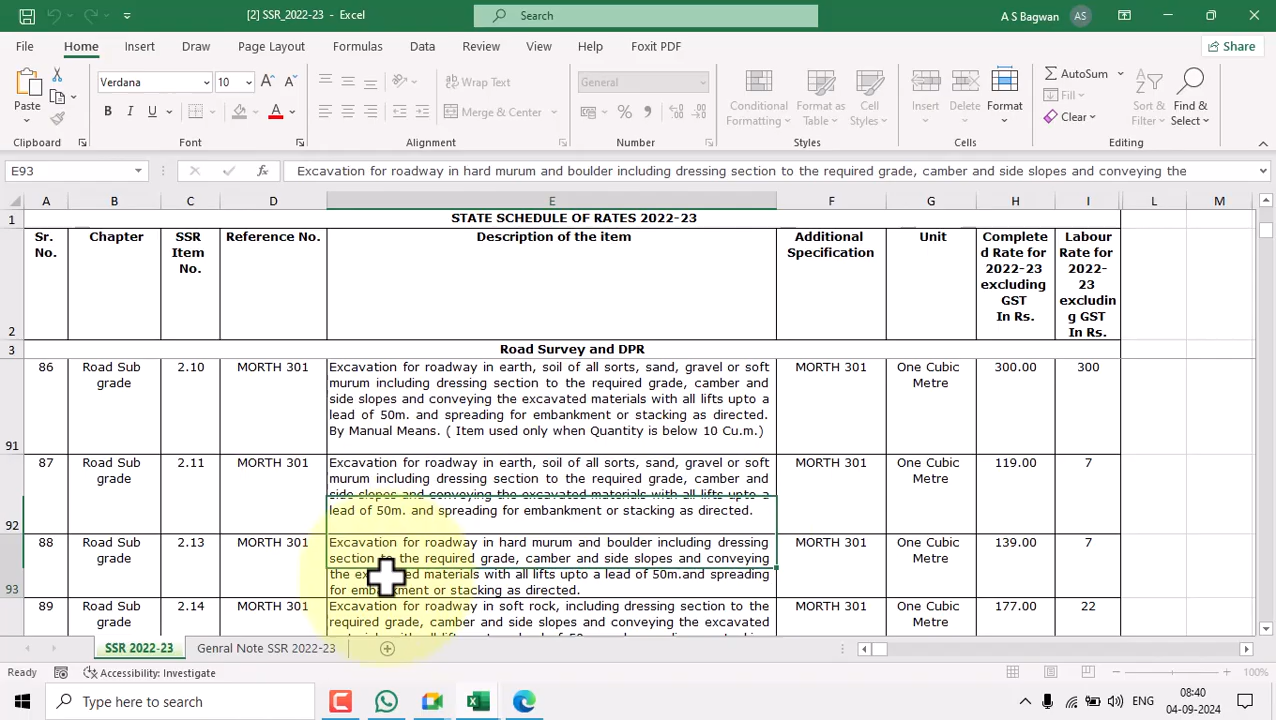 [2] SSR_2022-23 - Excel
Search
A S Bagwan
AS
File Home Insert Draw Page Layout Formulas Data Review View Help Foxit PDF
Share
Paste
Verdana 10
B I U
Wrap Text
Merge & Center
General
Conditional Formatting
Format as Table
Cell Styles
Insert
Delete
Format
AutoSum
Fill
Clear
Sort & Filter
Find & Select
Clipboard Font Alignment Number Styles Cells Editing
E93
fx
Excavation for roadway in hard murum and boulder including dressing section to the required grade, camber and side slopes and conveying the
A B C D E F G H I L M
1
STATE SCHEDULE OF RATES 2022-23
2
Sr. No.
Chapter
SSR Item No.
Reference No.
Description of the item
Additional Specification
Unit
Complete
d Rate for
2022-23
excluding
GST
In Rs.
Labour
Rate for
2022-
23
excludin
g GST
In Rs.
3
Road Survey and DPR
91
86
Road Sub grade
2.10
MORTH 301
Excavation for roadway in earth, soil of all sorts, sand, gravel or soft
murum including dressing section to the required grade, camber and
side slopes and conveying the excavated materials with all lifts upto a
lead of 50m. and spreading for embankment or stacking as directed.
By Manual Means. ( Item used only when Quantity is below 10 Cu.m.)
MORTH 301
One Cubic Metre
300.00
300
92
87
Road Sub grade
2.11
MORTH 301
Excavation for roadway in earth, soil of all sorts, sand, gravel or soft
murum including dressing section to the required grade, camber and
side slopes and conveying the excavated materials with all lifts upto a
lead of 50m. and spreading for embankment or stacking as directed.
MORTH 301
One Cubic Metre
119.00
7
93
88
Road Sub grade
2.13
MORTH 301
Excavation for roadway in hard murum and boulder including dressing
section to the required grade, camber and side slopes and conveying
the materials with all lifts upto a lead of 50m.and spreading
for or stacking as directed.
MORTH 301
One Cubic Metre
139.00
7
89
Road Sub grade
2.14
MORTH 301
Excavation for roadway in soft rock, including dressing section to the
required grade, camber and side slopes and conveying the excavated
MORTH 301
One Cubic Metre
177.00
22
SSR 2022-23
Genral Note SSR 2022-23
Ready
Accessibility: Investigate
100%
Type here to search
ENG
08:40
04-09-2024